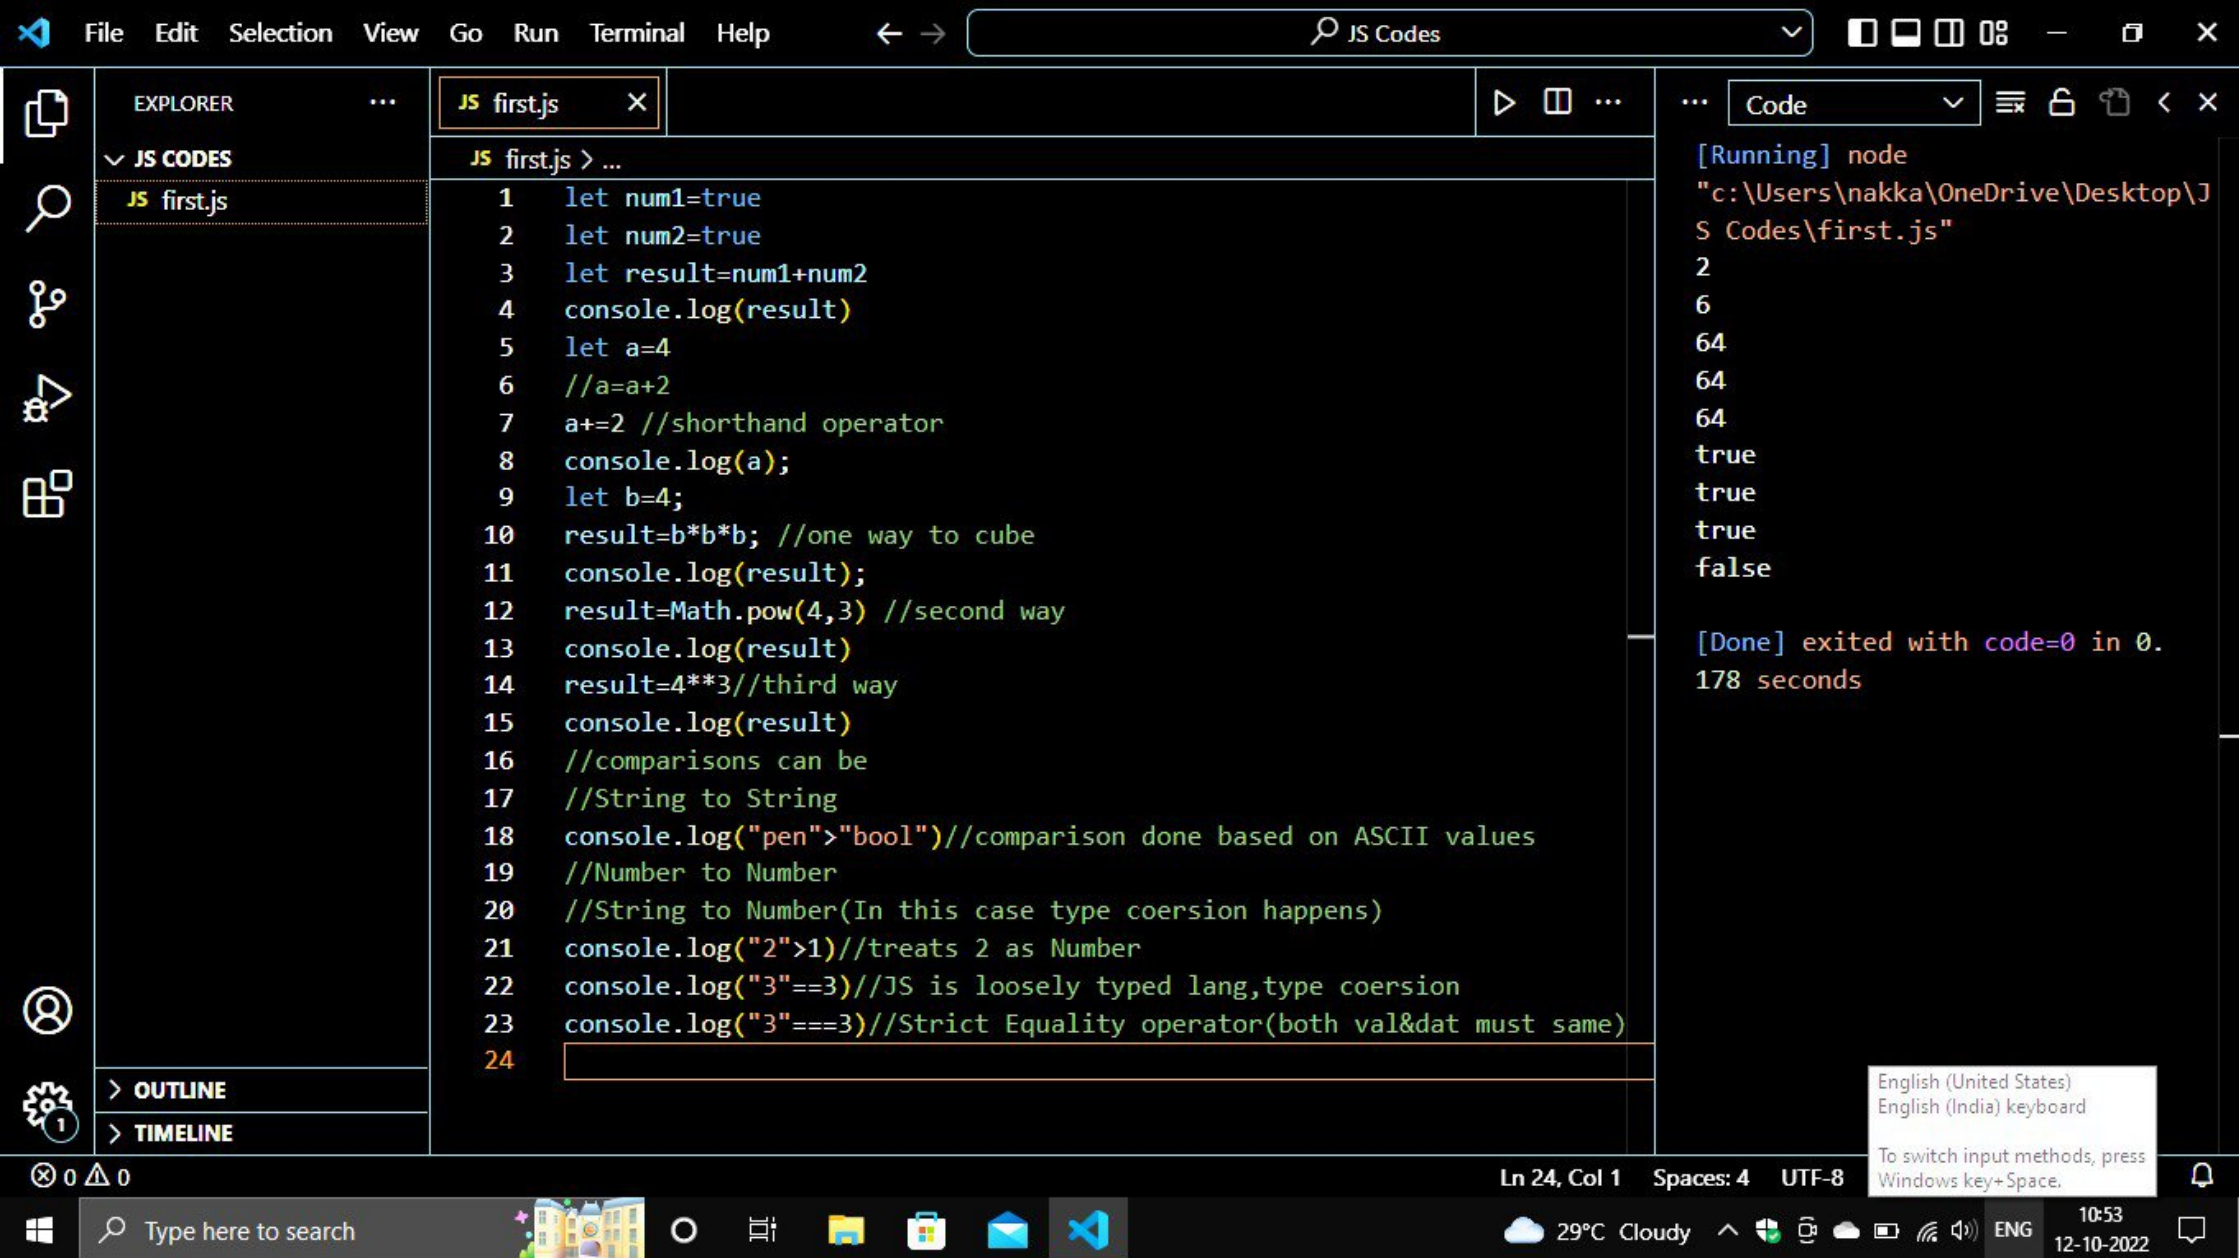 File Edit Selection View Go Run Terminal Help
JS Codes
EXPLORER
JS CODES
JS first.js
OUTLINE
TIMELINE
JS first.js
JS first.js > ...
1 let num1=true
2 let num2=true
3 let result=num1+num2
4 console.log(result)
5 let a=4
6 //a=a+2
7 a+=2 //shorthand operator
8 console.log(a);
9 let b=4;
10 result=b*b*b; //one way to cube
11 console.log(result);
12 result=Math.pow(4,3) //second way
13 console.log(result)
14 result=4**3//third way
15 console.log(result)
16 //comparisons can be
17 //String to String
18 console.log("pen">"bool")//comparison done based on ASCII values
19 //Number to Number
20 //String to Number(In this case type coersion happens)
21 console.log("2">1)//treats 2 as Number
22 console.log("3"==3)//JS is loosely typed lang,type coersion
23 console.log("3"===3)//Strict Equality operator(both val&dat must same)
24
Code
[Running] node
"c:\Users\nakka\OneDrive\Desktop\J
S Codes\first.js"
2
6
64
64
64
true
true
true
false
[Done] exited with code=0 in 0.
178 seconds
English (United States)
English (India) keyboard
To switch input methods, press
Windows key+Space.
1
0 0
Ln 24, Col 1 Spaces: 4 UTF-8
Type here to search
29°C Cloudy
ENG
10:53
12-10-2022